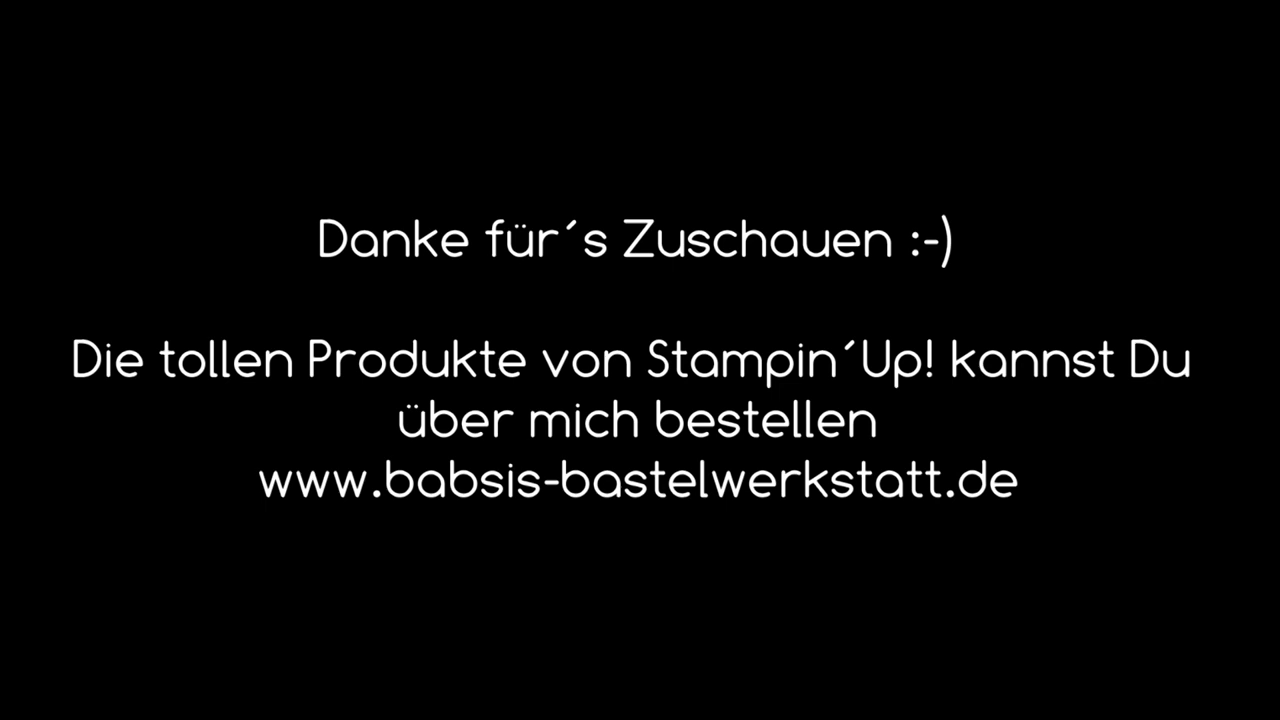 Danke für´s Zuschauen :-)
Die tollen Produkte von Stampin´Up! kannst Du
über mich bestellen
www.babsis-bastelwerkstatt.de